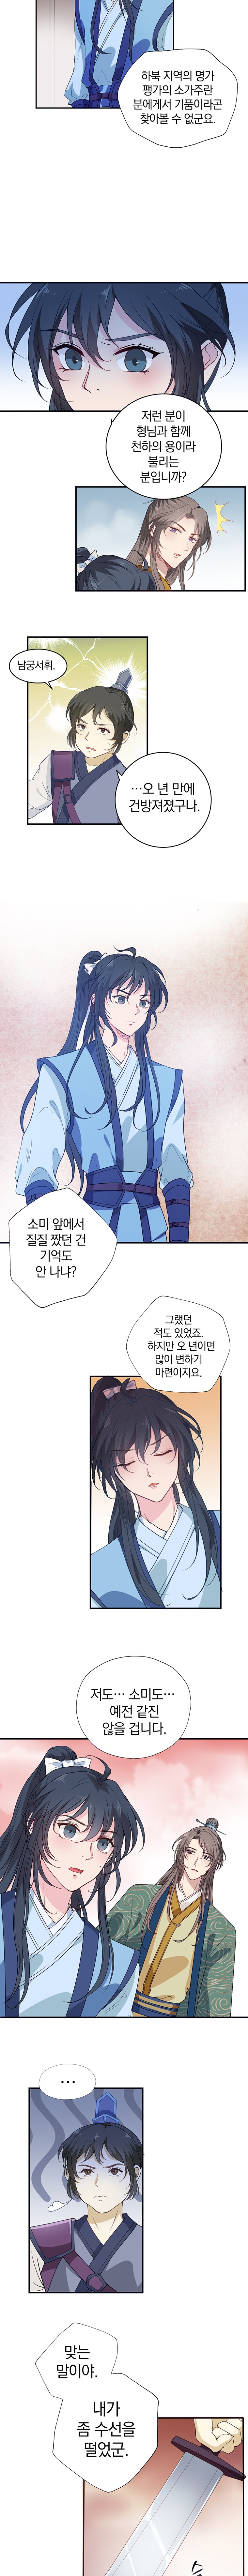 하북 지역의 명가
팽가의 소가주란
분에게서 기품이라곤
찾아볼 수 없군요.
저런 분이
형님과 함께
천하의 용이라
불리는
분입니까?
남궁서휘.
…오 년 만에
건방져졌구나.
소미 앞에서
질질 짰던 건
기억도
안 나냐?
그랬던
적도 있었죠.
하지만 오 년이면
많이 변하기
마련이지요.
저도… 소미도…
예전 같진
않을 겁니다.
…
맞는
말이야.
내가
좀 수선을
떨었군.